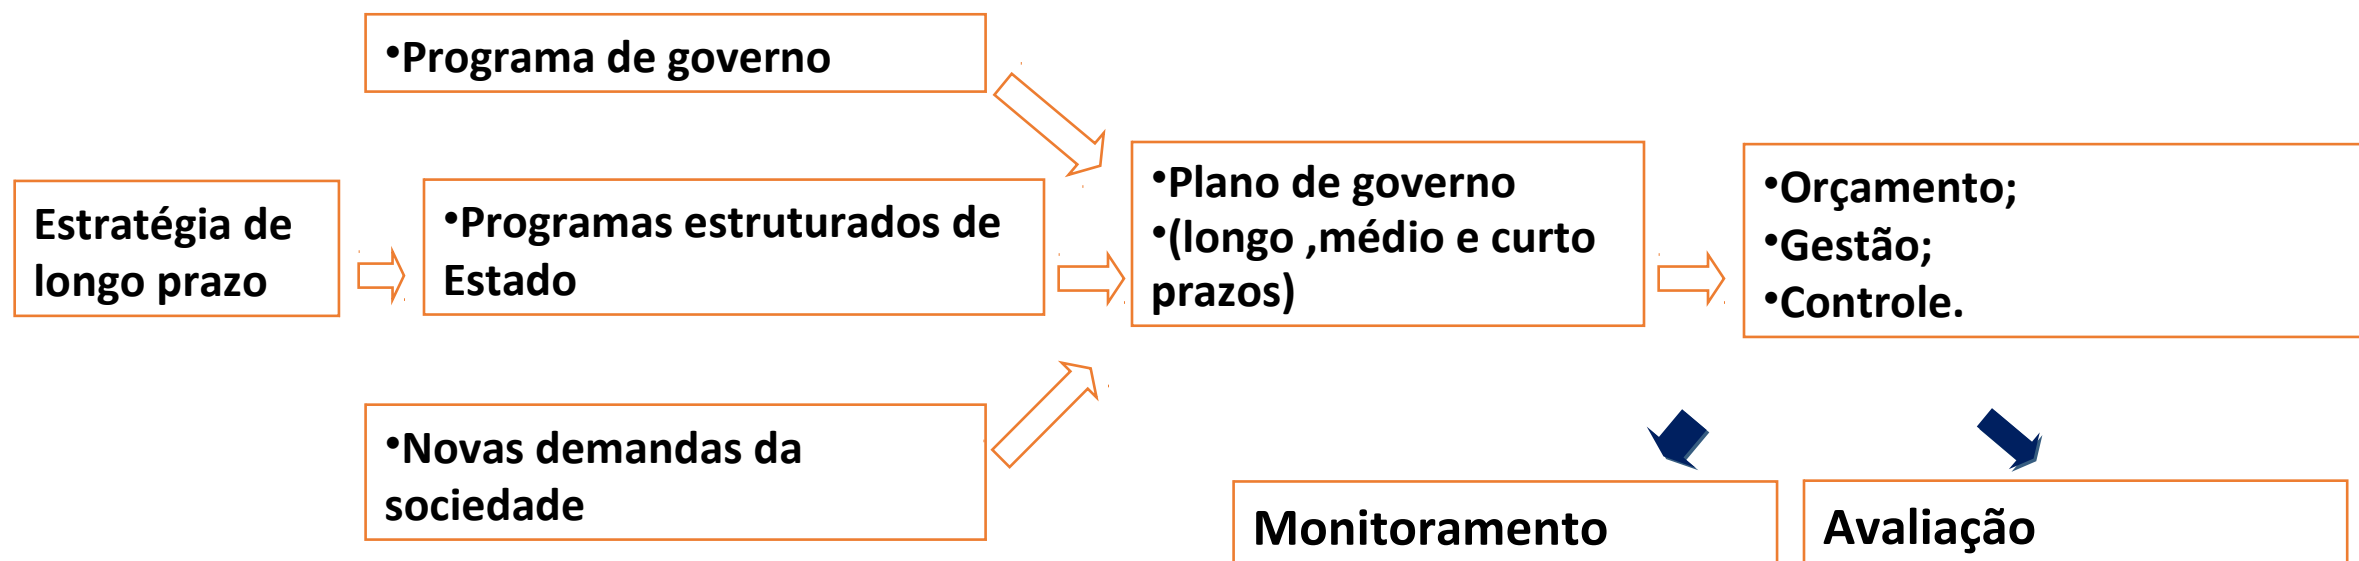 •Programa de governo
Estratégia de
longo prazo
•Programas estruturados de
Estado
•Novas demandas da
sociedade
•Plano de governo
•(longo ,médio e curto
prazos)
•Orçamento;
•Gestão;
•Controle.
Monitoramento
Avaliação